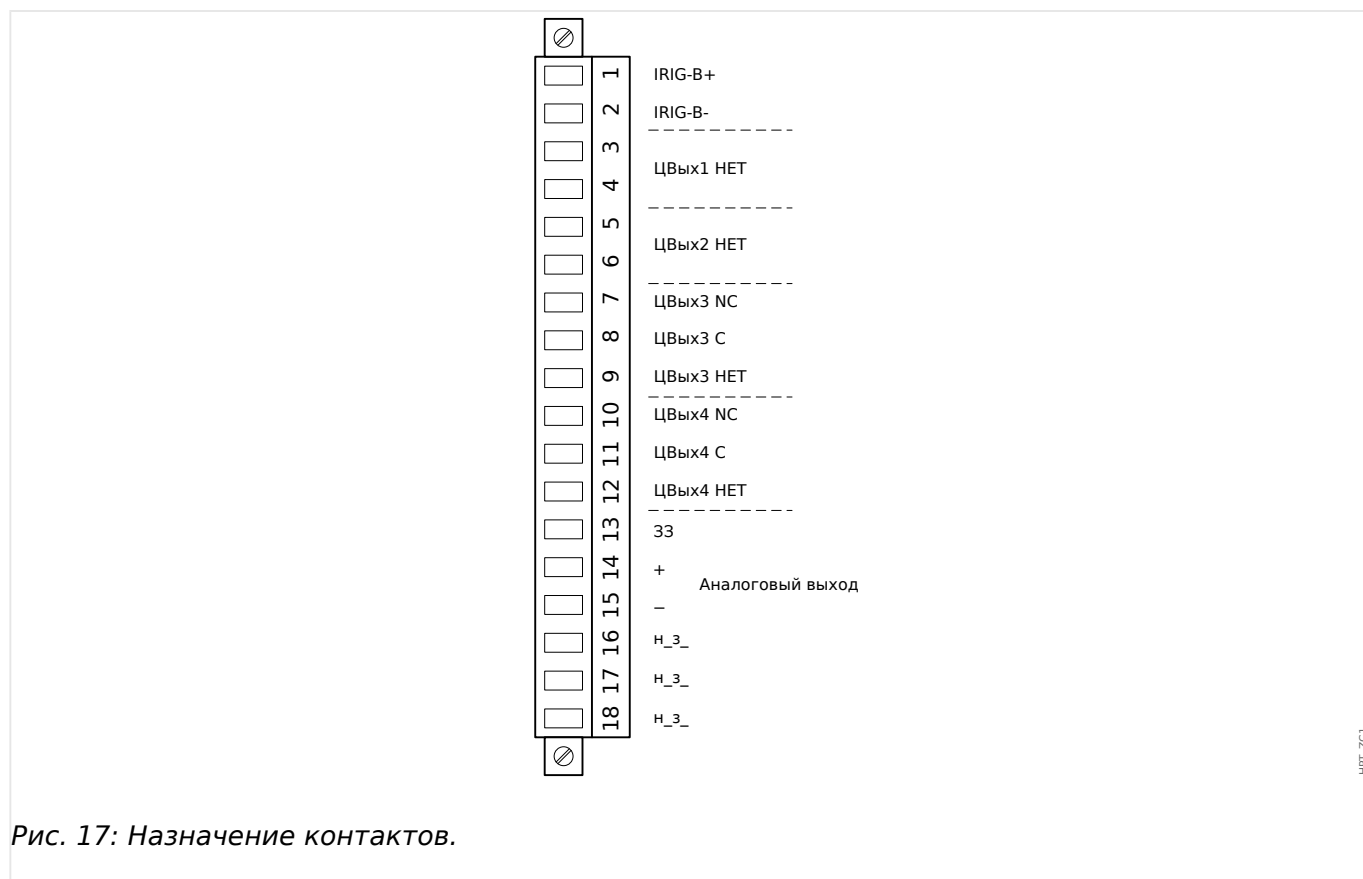 1 IRIG-B+
2 IRIG-B-
3
ЦВых1 НЕТ
4
5
ЦВых2 НЕТ
6
7 ЦВых3 NC
8 ЦВых3 C
9 ЦВых3 НЕТ
10 ЦВых4 NC
11 ЦВых4 C
12 ЦВых4 НЕТ
13 ЗЗ
14 +
Аналоговый выход
15 −
16 н_з_
17 н_з_
18 н_з_
Рис. 17: Назначение контактов.